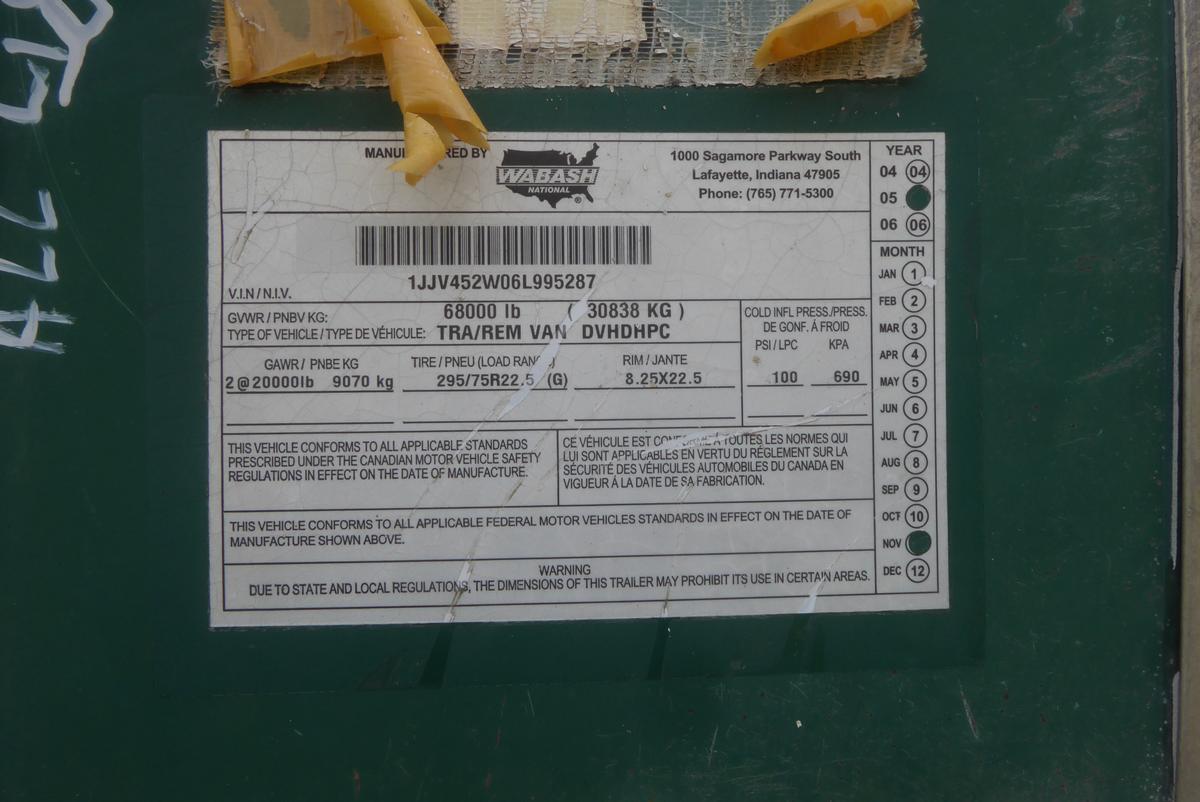 MANUF RED BY
WABASH
NATIONAL
®
1000 Sagamore Parkway South
Lafayette, Indiana 47905
Phone: (765) 771-5300
V.I.N / N.I.V.
1JJV452W06L995287
GVWR / PNBV KG: 68000 lb ( 30838 KG )
TYPE OF VEHICLE / TYPE DE VÉHICULE: TRA/REM VAN DVHDHPC
GAWR / PNBE KG TIRE / PNEU (LOAD RANGE) RIM / JANTE
2@20000lb 9070 kg 295/75R22.5 (G) 8.25X22.5
COLD INFL PRESS./PRESS.
DE GONF. Á FROID
PSI / LPC KPA
100 690
THIS VEHICLE CONFORMS TO ALL APPLICABLE STANDARDS
PRESCRIBED UNDER THE CANADIAN MOTOR VEHICLE SAFETY
REGULATIONS IN EFFECT ON THE DATE OF MANUFACTURE.
CE VÉHICULE EST CONFORME Á TOUTES LES NORMES QUI
LUI SONT APPLICABLES EN VERTU DU RÉGLEMENT SUR LA
SÉCURITÉ DES VÉHICULES AUTOMOBILES DU CANADA EN
VIGUEUR Á LA DATE DE SA FABRICATION.
THIS VEHICLE CONFORMS TO ALL APPLICABLE FEDERAL MOTOR VEHICLES STANDARDS IN EFFECT ON THE DATE OF
MANUFACTURE SHOWN ABOVE.
WARNING
DUE TO STATE AND LOCAL REGULATIONS, THE DIMENSIONS OF THIS TRAILER MAY PROHIBIT ITS USE IN CERTAIN AREAS.
YEAR
04 04
05
06 06
MONTH
JAN 1
FEB 2
MAR 3
APR 4
MAY 5
JUN 6
JUL 7
AUG 8
SEP 9
OCT 10
NOV
DEC 12